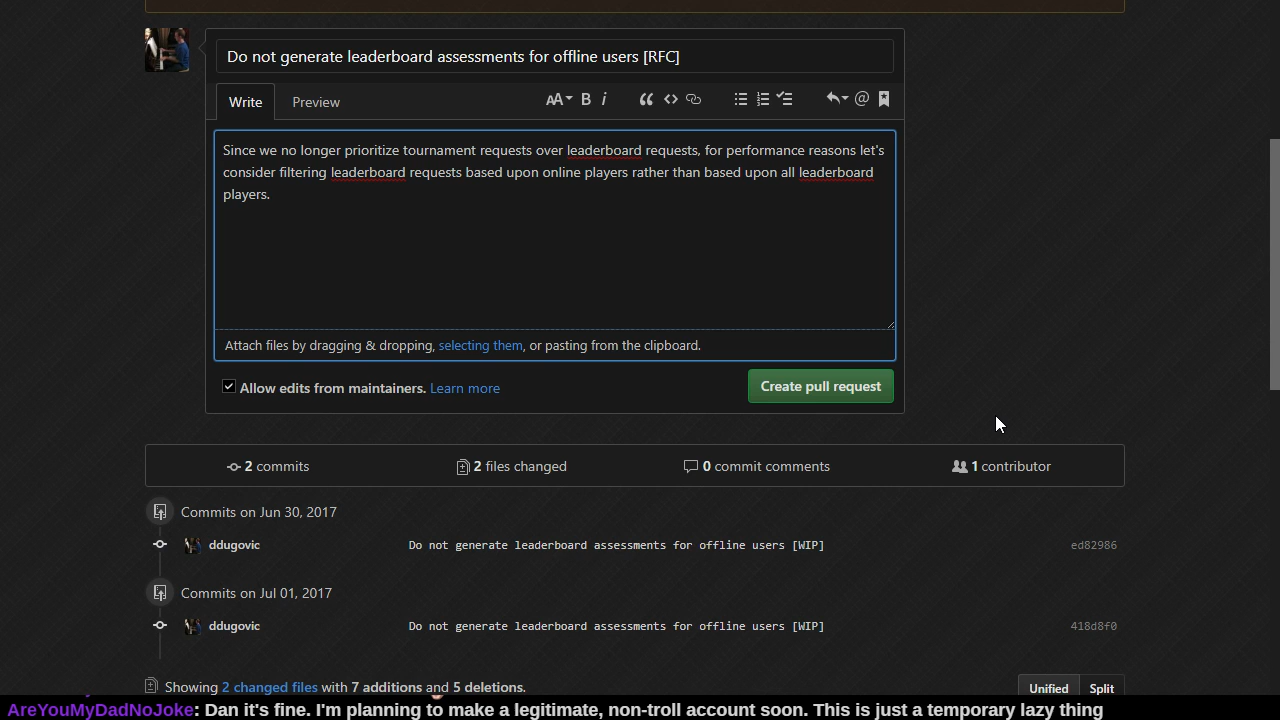 Do not generate leaderboard assessments for offline users [RFC]
Write Preview AA B i @
Since we no longer prioritize tournament requests over leaderboard requests, for performance reasons let's
consider filtering leaderboard requests based upon online players rather than based upon all leaderboard
players.
Attach files by dragging & dropping, selecting them, or pasting from the clipboard.
Allow edits from maintainers. Learn more Create pull request
2 commits 2 files changed 0 commit comments 1 contributor
Commits on Jun 30, 2017
ddugovic Do not generate leaderboard assessments for offline users [WIP] ed82986
Commits on Jul 01, 2017
ddugovic Do not generate leaderboard assessments for offline users [WIP] 418d8f0
Showing 2 changed files with 7 additions and 5 deletions. Unified Split
AreYouMyDadNoJoke: Dan it's fine. I'm planning to make a legitimate, non-troll account soon. This is just a temporary lazy thing